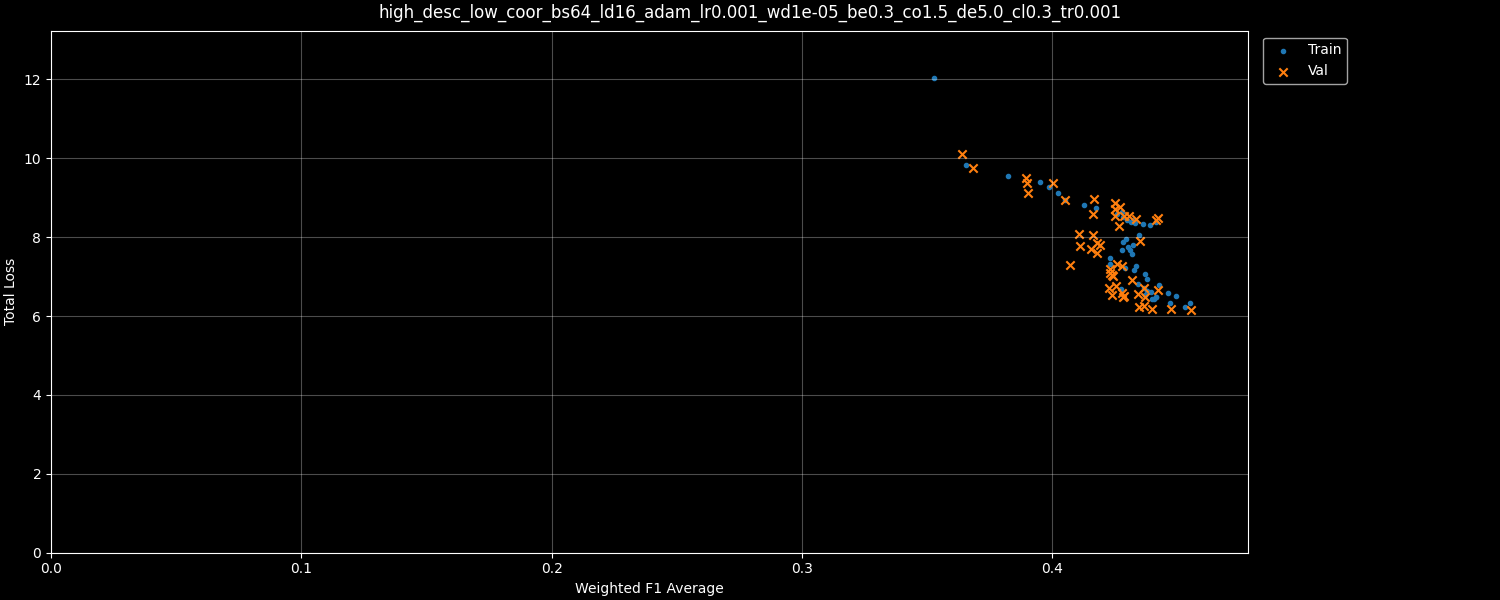 high_desc_low_coor_bs64_ld16_adam_lr0.001_wd1e-05_be0.3_co1.5_de5.0_cl0.3_tr0.001
Train
Val
12
10
8
6
4
2
0
Total Loss
0.0 0.1 0.2 0.3 0.4
Weighted F1 Average